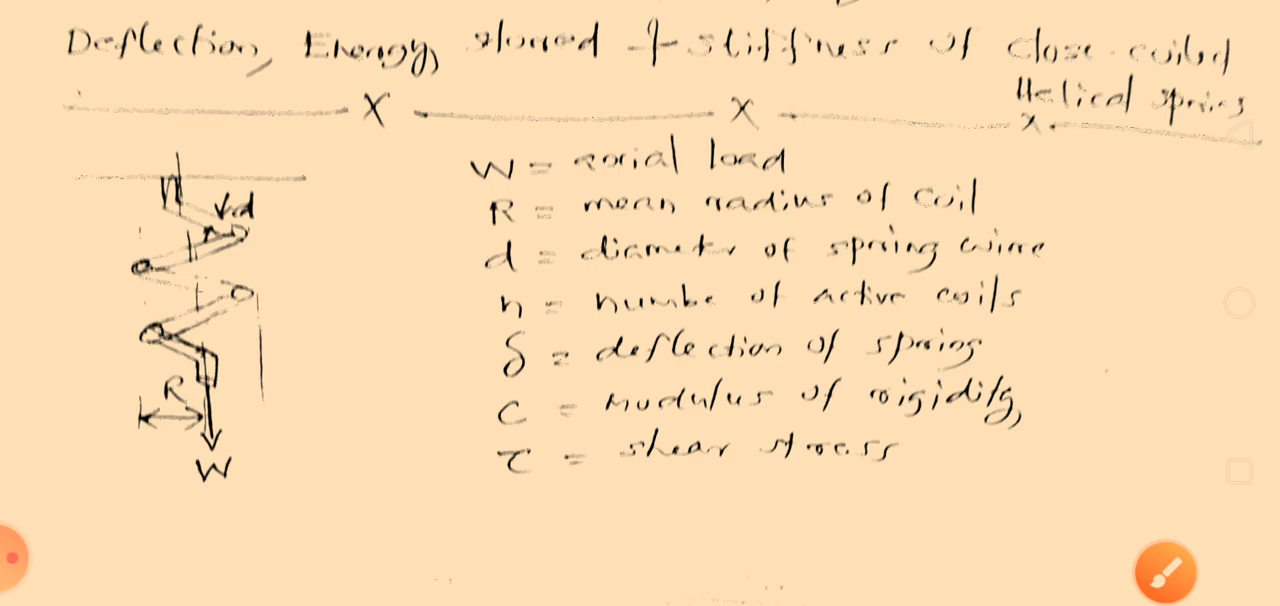 Deflection, Energy, stored & stiffness of close-coiled
Helical spring
x x x
W = axial load
R = mean radius of coil
d = diameter of spring wire
n = number of active coils
δ = deflection of spring
C = Modulus of rigidity,
τ = shear stress
d
R
W